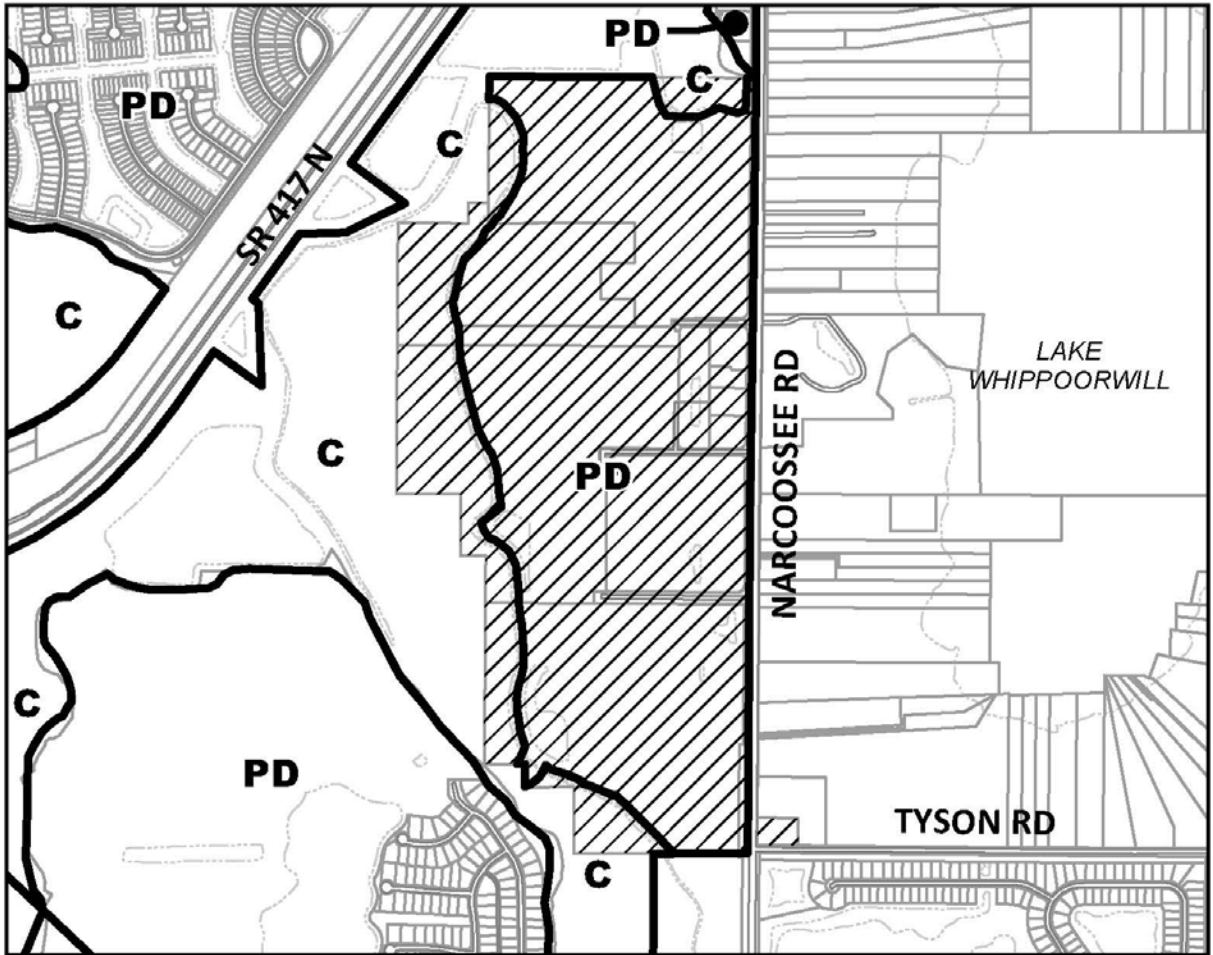 PD
C
PD
C
SR 417 N
C
LAKE
WHIPPOORWILL
C
NARCOOSSEE RD
PD
C
PD
TYSON RD
C